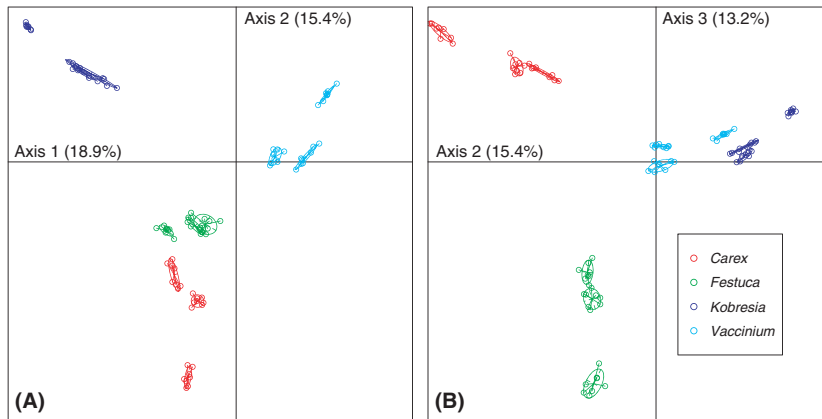 Axis 2 (15.4%)
Axis 1 (18.9%)
(A)
Axis 3 (13.2%)
Axis 2 (15.4%)
Carex
Festuca
Kobresia
Vaccinium
(B)